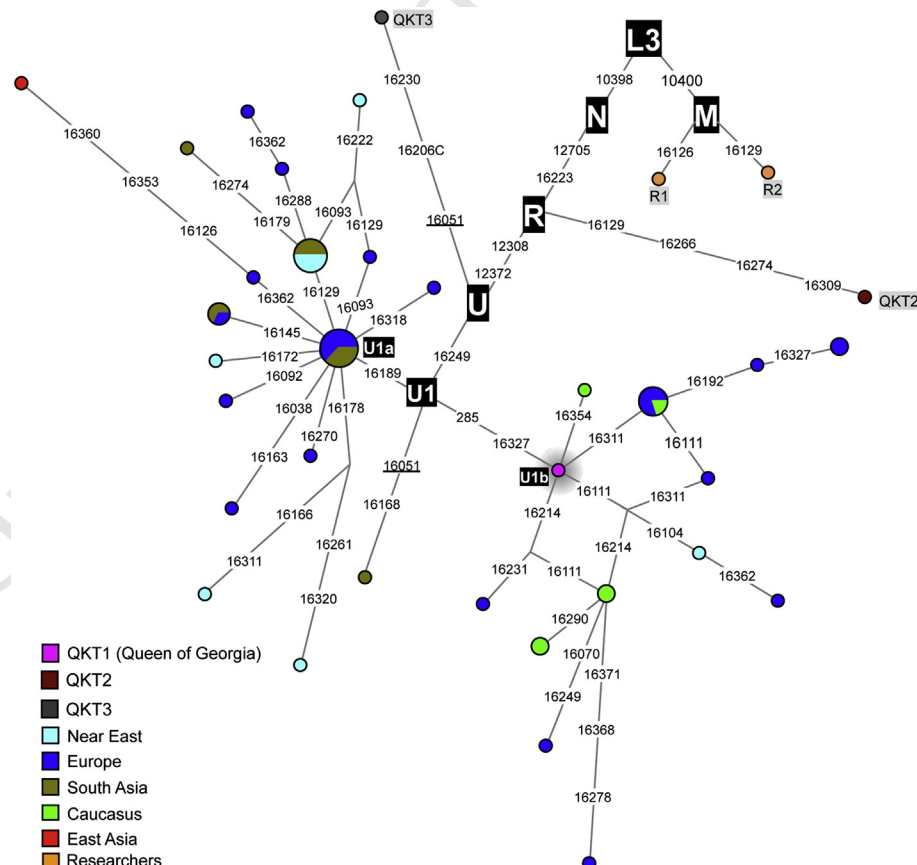 QKT3
L3
16230
10398
10400
16360
16362
16222
N
M
16206C
12705
16126
16129
16353
16274
16223
R1
R2
16288
16093
16126
16179
16129
16051
R
16129
12308
16266
12372
16274
16309
QKT2
16362
16129
16093
16318
U
16145
U1a
16172
16189
16249
16327
16092
U1
16192
16038
16178
285
16354
16270
16327
16311
16111
16163
16051
U1b
16111
16311
16168
16214
16166
16104
16261
16214
16311
16231
16111
16362
16320
16290
16070
16371
16249
16368
16278
QKT1 (Queen of Georgia)
QKT2
QKT3
Near East
Europe
South Asia
Caucasus
East Asia
Researchers